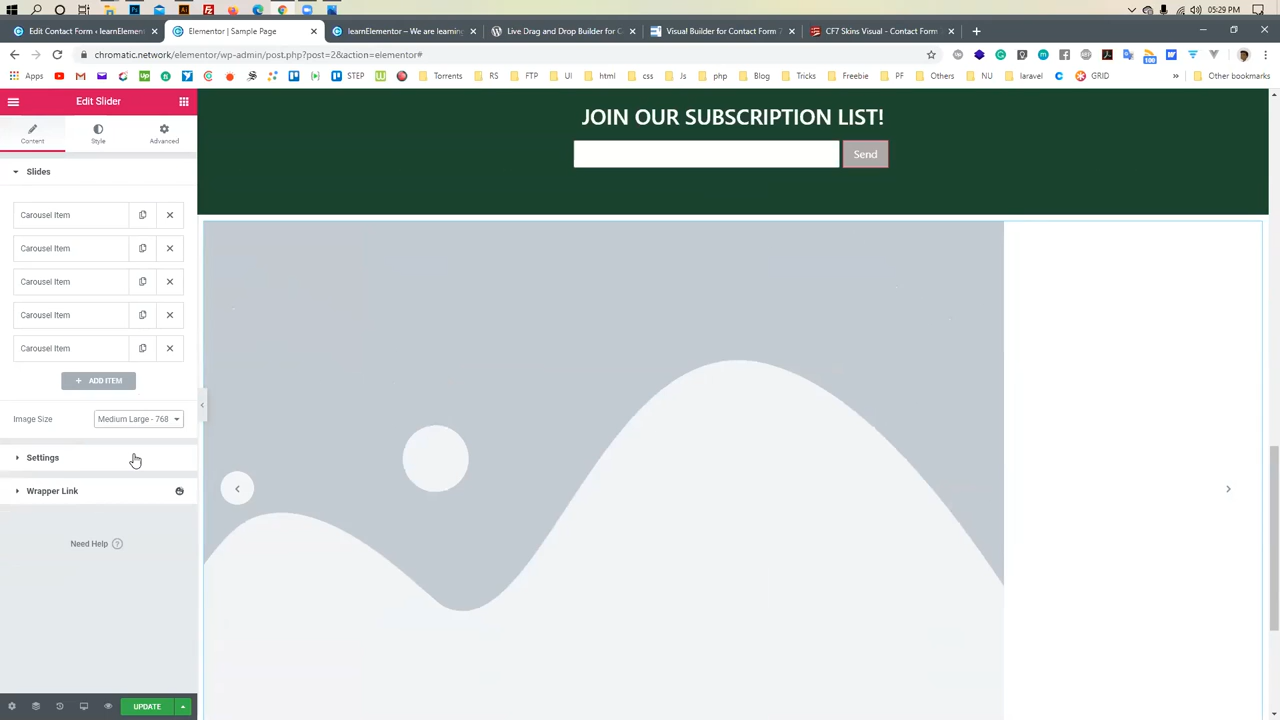 05:29 PM
Edit Contact Form ‹ learnElement
Elementor | Sample Page
learnElementor – We are learning
Live Drag and Drop Builder for C
Visual Builder for Contact Form 7
CF7 Skins Visual - Contact Form
chromatic.network/elementor/wp-admin/post.php?post=2&action=elementor#
Apps
STEP
Torrents
RS
FTP
UI
html
css
Js
php
Blog
Tricks
Freebie
PF
Others
NU
laravel
GRID
»
Other bookmarks
Edit Slider
Content
Style
Advanced
Slides
Carousel Item
Carousel Item
Carousel Item
Carousel Item
Carousel Item
+ ADD ITEM
Image Size
Medium Large - 768
Settings
Wrapper Link
Need Help ?
UPDATE
JOIN OUR SUBSCRIPTION LIST!
Send